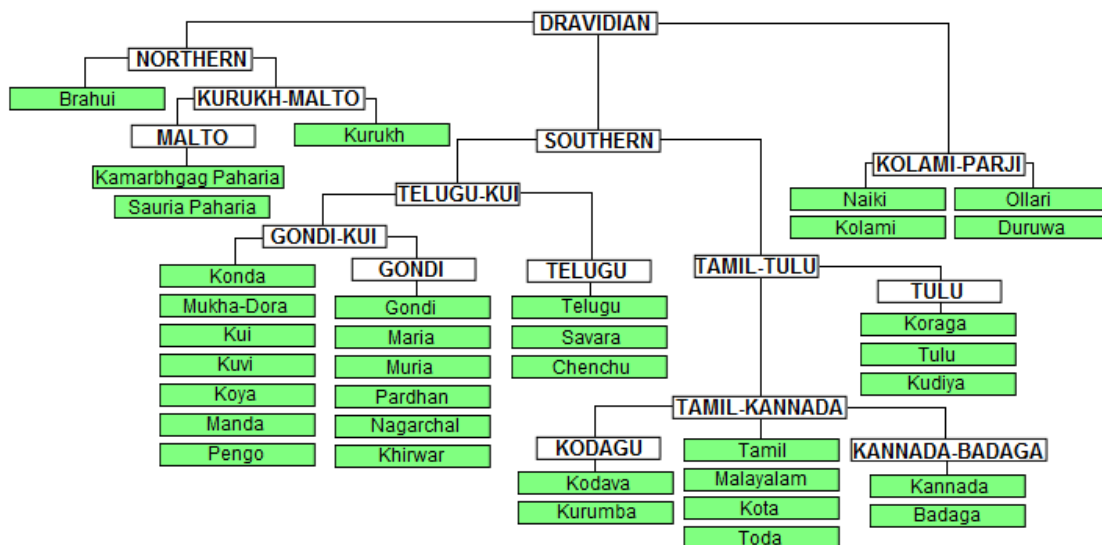 DRAVIDIAN
NORTHERN
Brahui
KURUKH-MALTO
MALTO
Kurukh
Kamarbhgag Paharia
Sauria Paharia
SOUTHERN
TELUGU-KUI
GONDI-KUI
Konda
Mukha-Dora
Kui
Kuvi
Koya
Manda
Pengo
GONDI
Gondi
Maria
Muria
Pardhan
Nagarchal
Khirwar
TELUGU
Telugu
Savara
Chenchu
TAMIL-TULU
TULU
Koraga
Tulu
Kudiya
TAMIL-KANNADA
KODAGU
Kodava
Kurumba
Tamil
Malayalam
Kota
Toda
KANNADA-BADAGA
Kannada
Badaga
KOLAMI-PARJI
Naiki
Ollari
Kolami
Duruwa